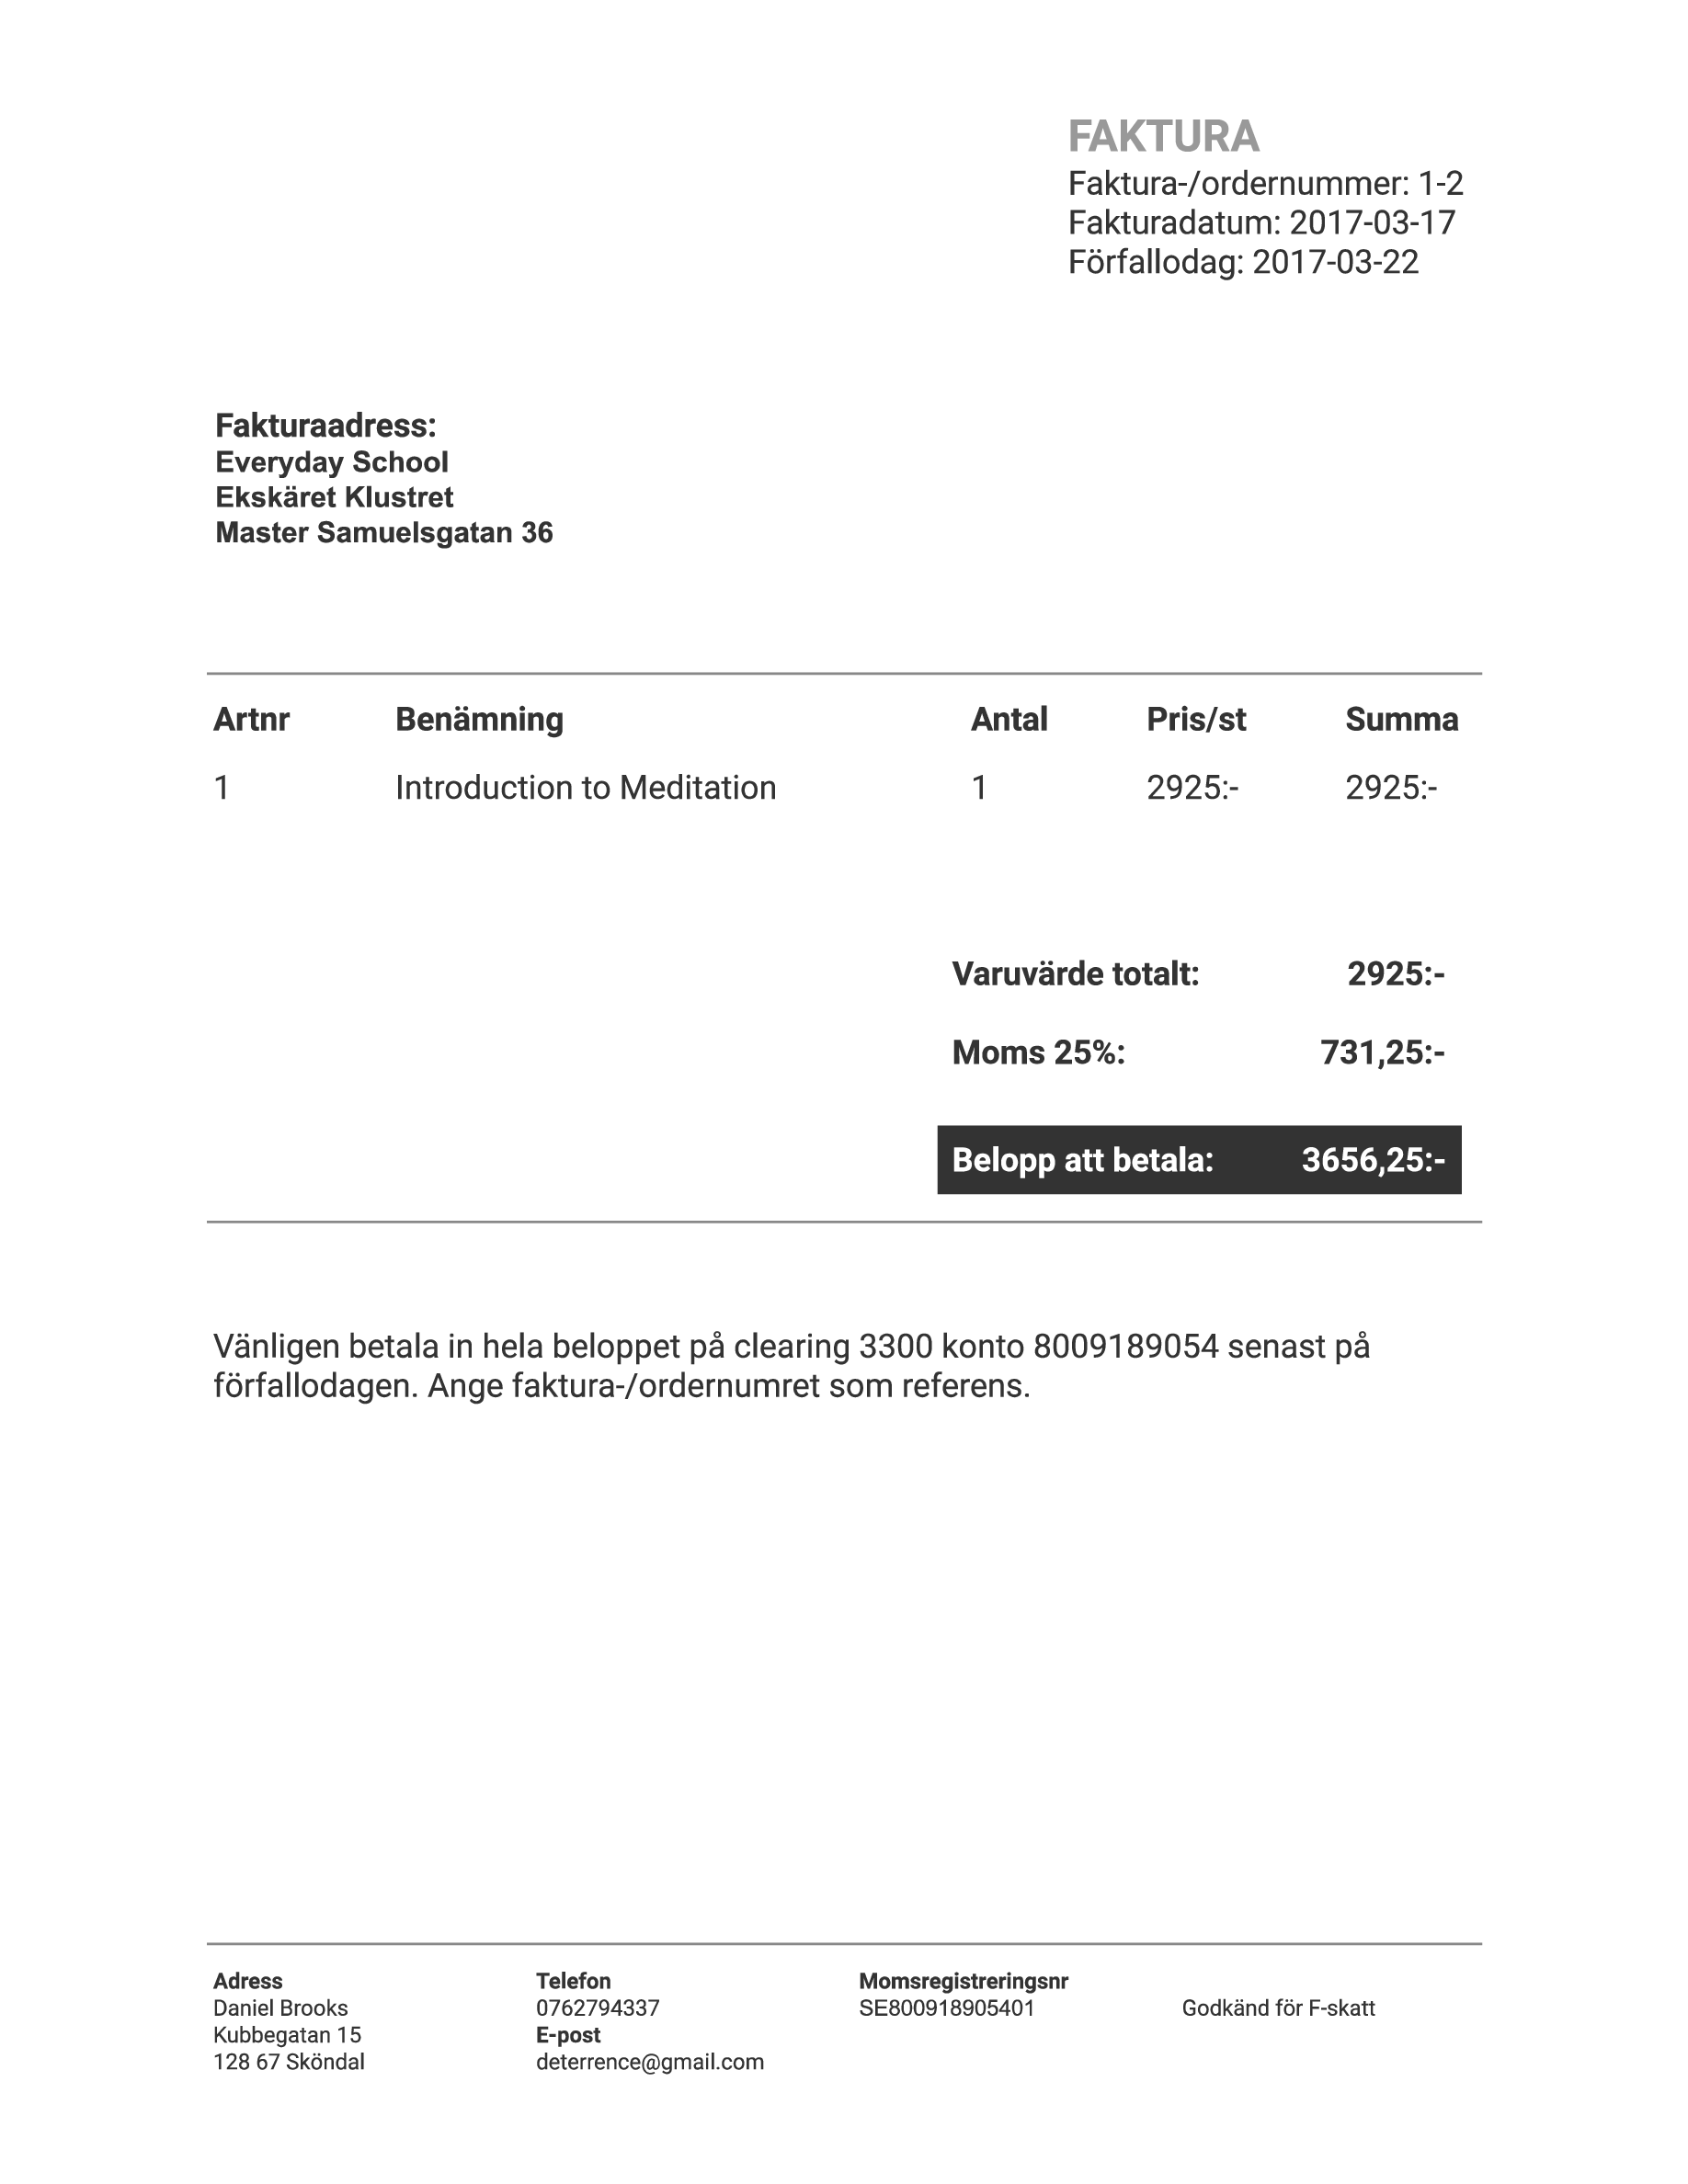 FAKTURA
Faktura-/ordernummer: 1-2
Fakturadatum: 2017-03-17
Förfallodag: 2017-03-22
Fakturaadress:
Everyday School
Ekskäret Klustret
Master Samuelsgatan 36
Artnr Benämning Antal Pris/st Summa
1 Introduction to Meditation 1 2925:- 2925:-
Varuvärde totalt: 2925:-
Moms 25%: 731,25:-
Belopp att betala: 3656,25:-
Vänligen betala in hela beloppet på clearing 3300 konto 8009189054 senast på
förfallodagen. Ange faktura-/ordernumret som referens.
Adress Telefon Momsregistreringsnr
Daniel Brooks 0762794337 SE800918905401 Godkänd för F-skatt
Kubbegatan 15 E-post
128 67 Sköndal deterrence@gmail.com